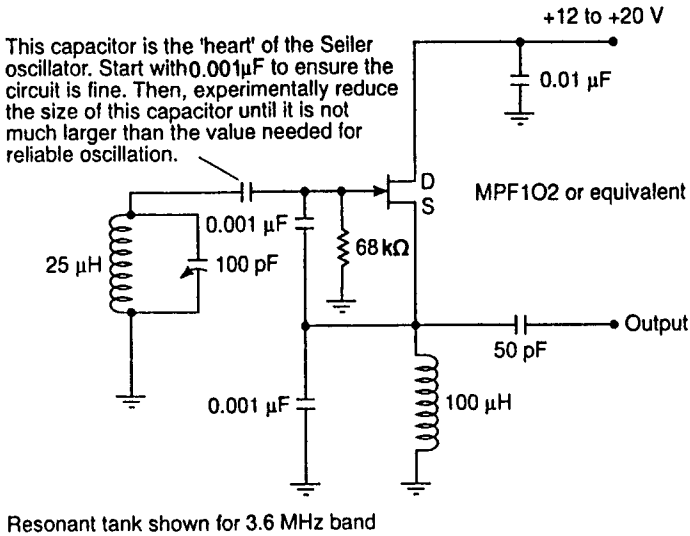 +12 to +20 V
This capacitor is the 'heart' of the Seiler
oscillator. Start with0.001µF to ensure the
circuit is fine. Then, experimentally reduce
the size of this capacitor until it is not
much larger than the value needed for
reliable oscillation.
0.01 µF
D
MPF1O2 or equivalent
S
0.001 µF
68kΩ
25 µH
100 pF
Output
50 pF
0.001 µF
100 µH
Resonant tank shown for 3.6 MHz band